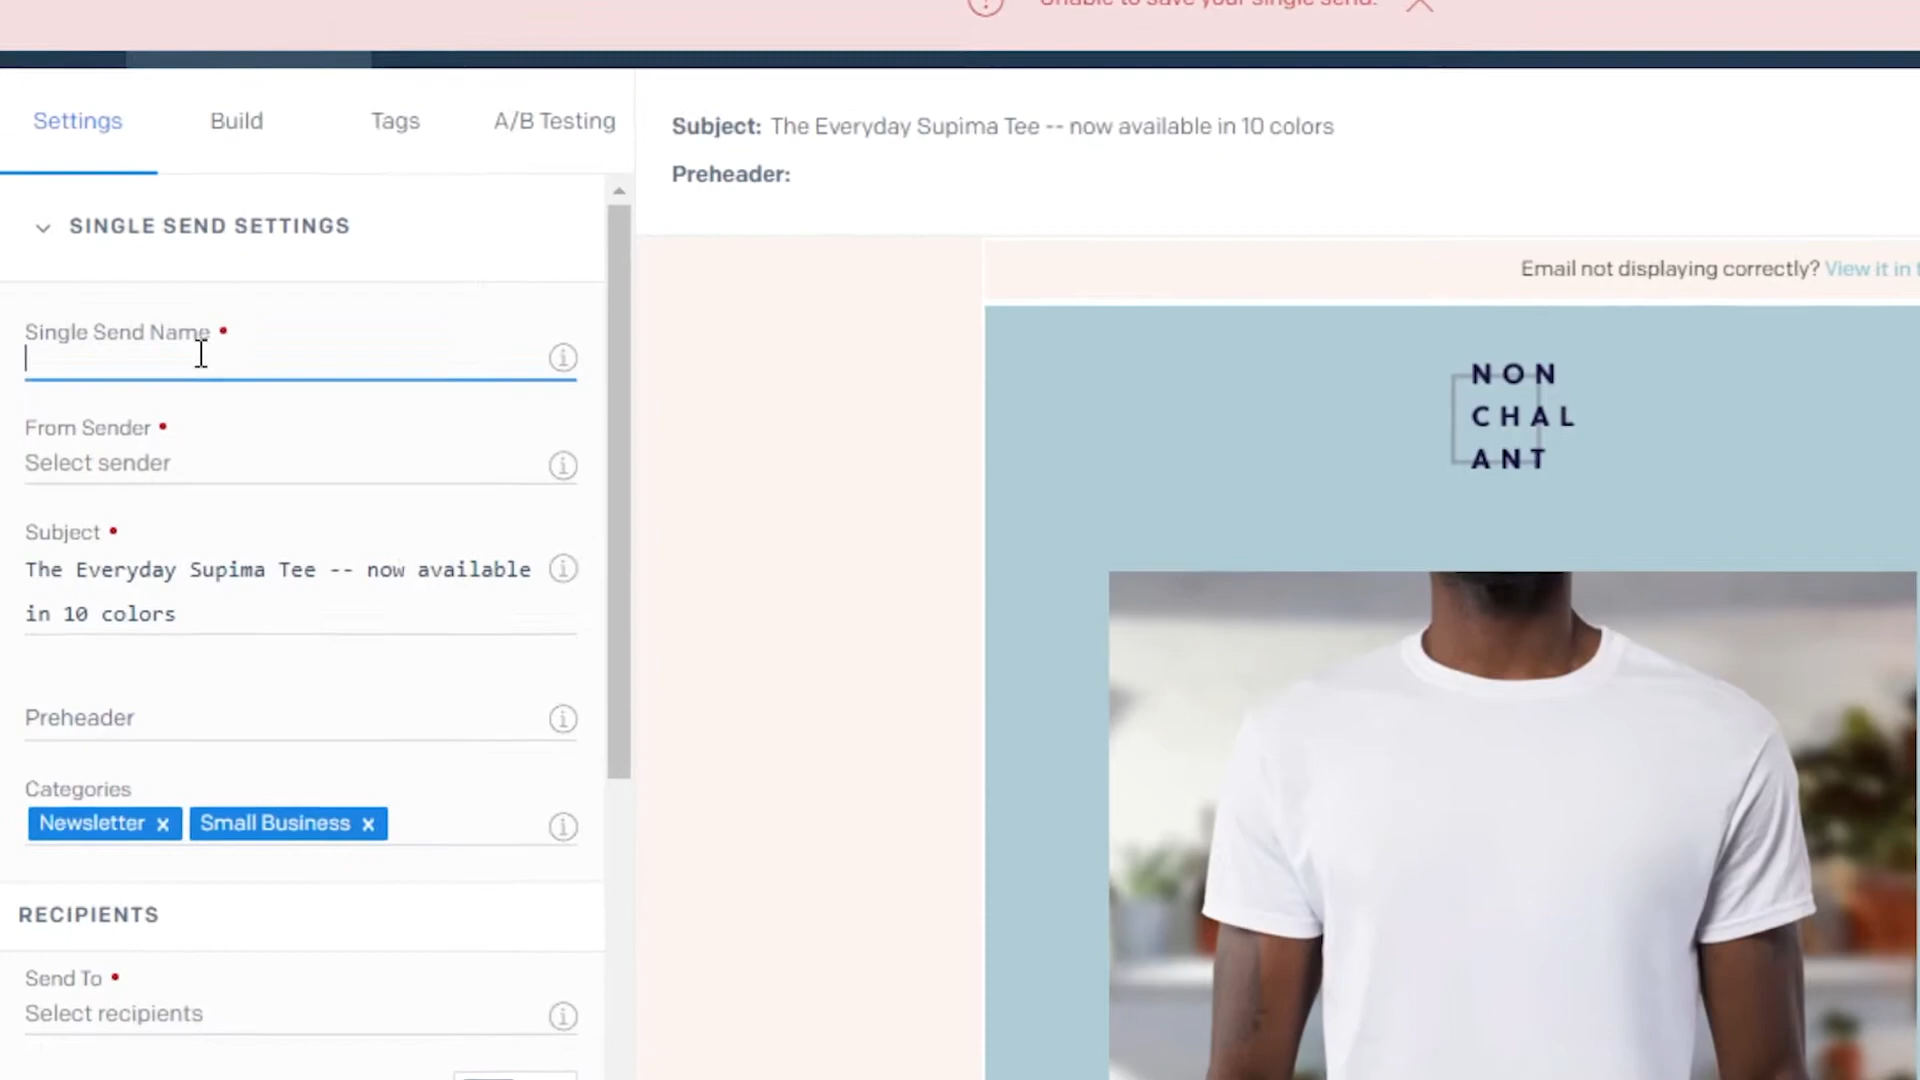 Unable to save your single send.
Settings
Build
Tags
A/B Testing
SINGLE SEND SETTINGS
Single Send Name
From Sender
Select sender
Subject
The Everyday Supima Tee -- now available
in 10 colors
Preheader
Categories
Newsletter x
Small Business x
RECIPIENTS
Send To
Select recipients
Subject: The Everyday Supima Tee -- now available in 10 colors
Preheader:
Email not displaying correctly? View it in
NON
CHAL
ANT